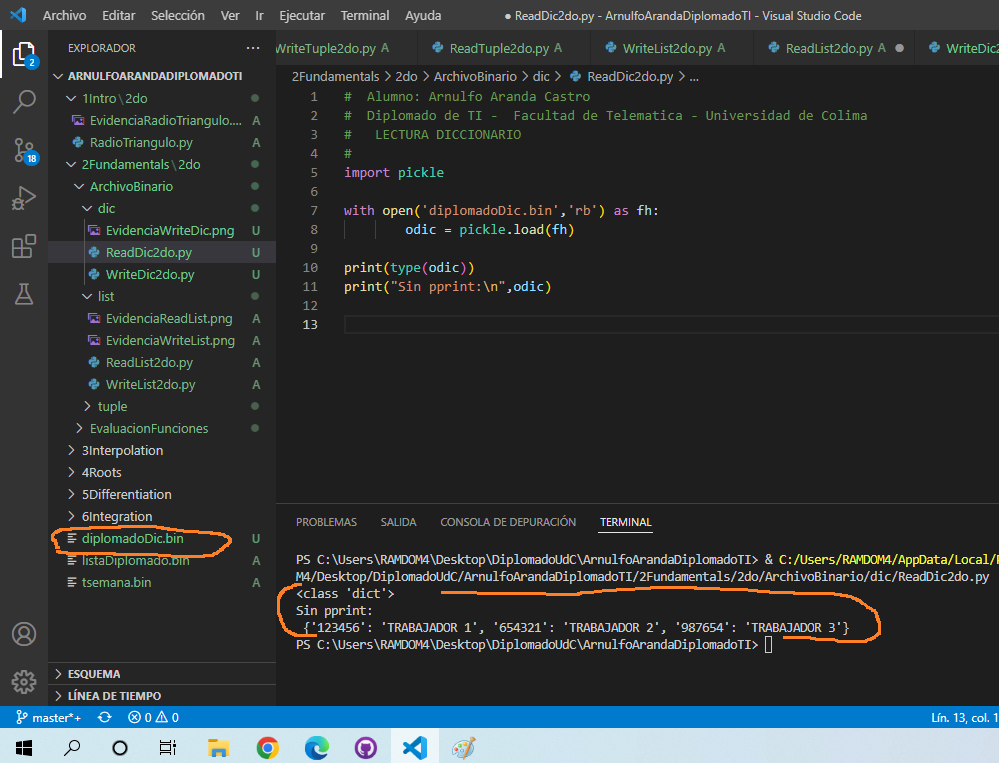 Archivo Editar Selección Ver Ir Ejecutar Terminal Ayuda
● ReadDic2do.py - ArnulfoArandaDiplomadoTI - Visual Studio Code
EXPLORADOR ...
WriteTuple2do.py A ReadTuple2do.py A WriteList2do.py A ReadList2do.py A ● WriteDic2
2Fundamentals > 2do > ArchivoBinario > dic > ReadDic2do.py > ...
2
18
ARNULFOARANDADIPLOMADOTI
1Intro\2do
EvidenciaRadioTriangulo.... A
RadioTriangulo.py A
2Fundamentals\2do
ArchivoBinario
dic
EvidenciaWriteDic.png U
ReadDic2do.py U
WriteDic2do.py U
list
EvidenciaReadList.png A
EvidenciaWriteList.png A
ReadList2do.py A
WriteList2do.py A
tuple
EvaluacionFunciones
3Interpolation
4Roots
5Differentiation
6Integration
diplomadoDic.bin U
listaDiplomado.bin A
tsemana.bin A
ESQUEMA
LÍNEA DE TIEMPO
1 # Alumno: Arnulfo Aranda Castro
2 # Diplomado de TI - Facultad de Telematica - Universidad de Colima
3 # LECTURA DICCIONARIO
4 #
5 import pickle
6
7 with open('diplomadoDic.bin','rb') as fh:
8 odic = pickle.load(fh)
9
10 print(type(odic))
11 print("Sin pprint:\n",odic)
12
13
PROBLEMAS SALIDA CONSOLA DE DEPURACIÓN TERMINAL
PS C:\Users\RAMDOM4\Desktop\DiplomadoUdC\ArnulfoArandaDiplomadoTI> & C:/Users/RAMDOM4/AppData/Local/
M4/Desktop/DiplomadoUdC/ArnulfoArandaDiplomadoTI/2Fundamentals/2do/ArchivoBinario/dic/ReadDic2do.py
<class 'dict'>
Sin pprint:
{'123456': 'TRABAJADOR 1', '654321': 'TRABAJADOR 2', '987654': 'TRABAJADOR 3'}
PS C:\Users\RAMDOM4\Desktop\DiplomadoUdC\ArnulfoArandaDiplomadoTI>
master*+ 0 0 Lín. 13, col. 1